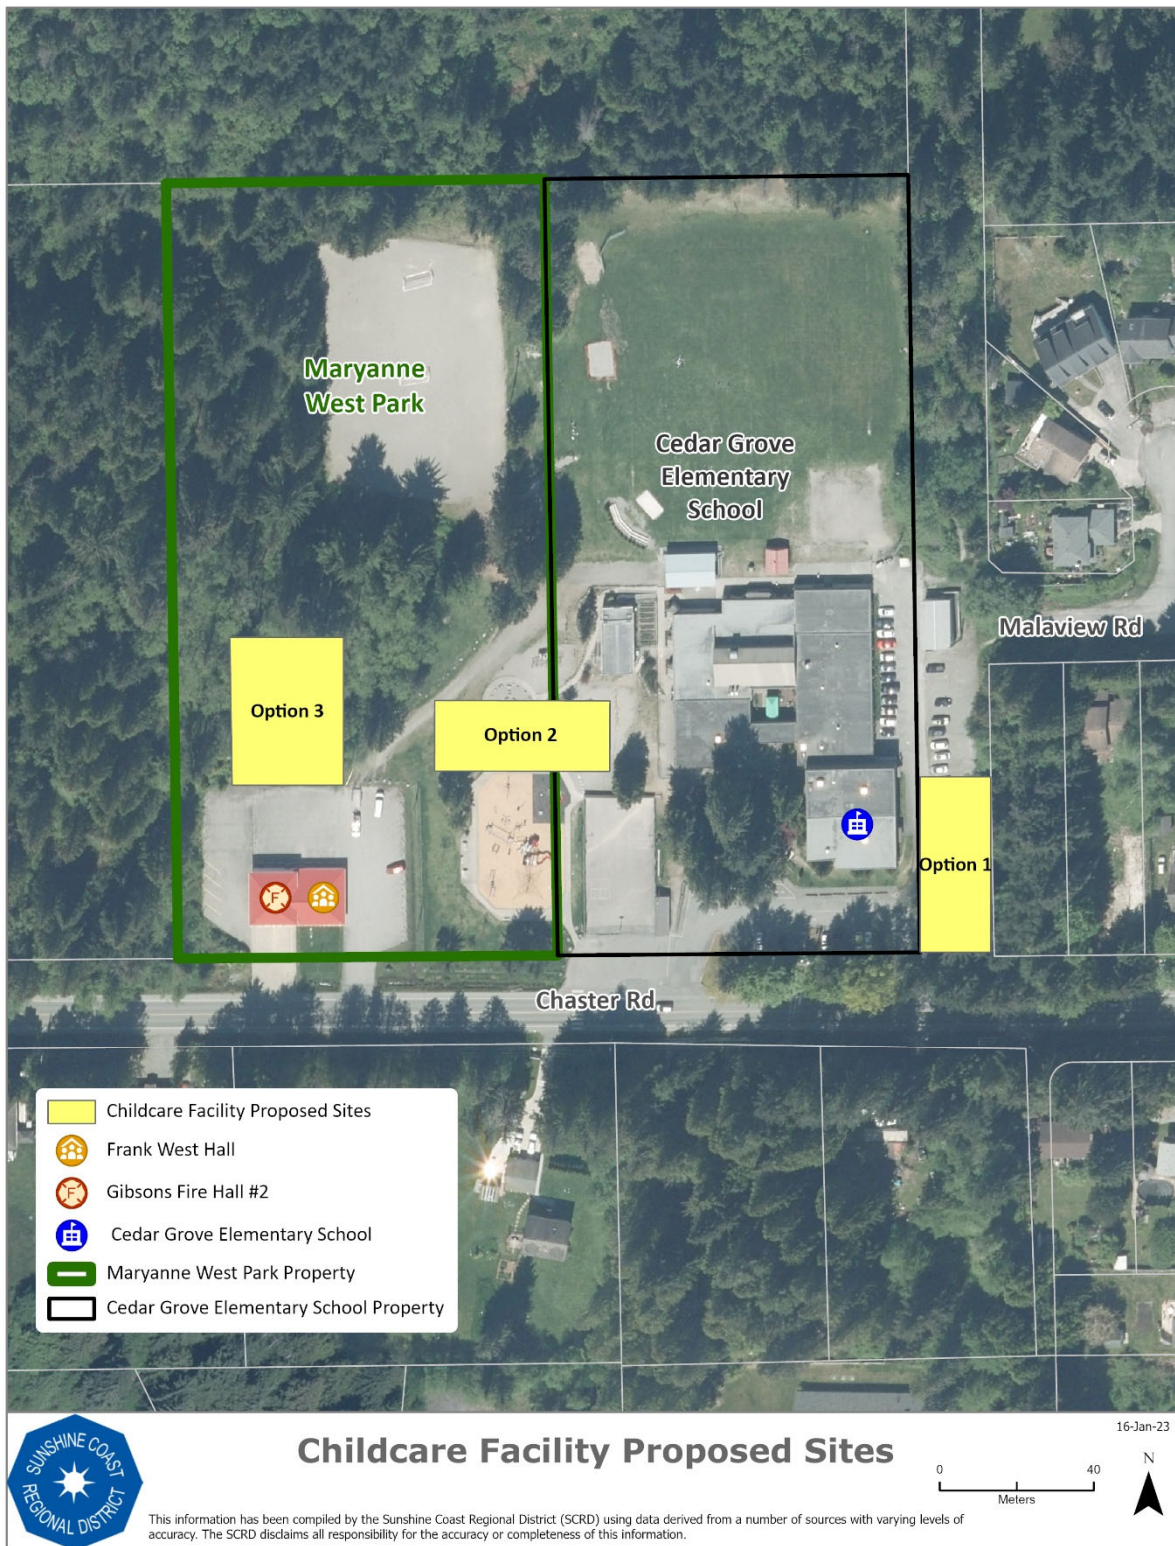 Maryanne
West Park
Cedar Grove
Elementary
School
Malaview Rd
Option 3
Option 2
Option 1
F
Chaster Rd
Childcare Facility Proposed Sites
Frank West Hall
F
Gibsons Fire Hall #2
Cedar Grove Elementary School
Maryanne West Park Property
Cedar Grove Elementary School Property
SUNSHINE COAST
REGIONAL DISTRICT
Childcare Facility Proposed Sites
16-Jan-23
0 40
Meters
N
This information has been compiled by the Sunshine Coast Regional District (SCRD) using data derived from a number of sources with varying levels of
accuracy. The SCRD disclaims all responsibility for the accuracy or completeness of this information.